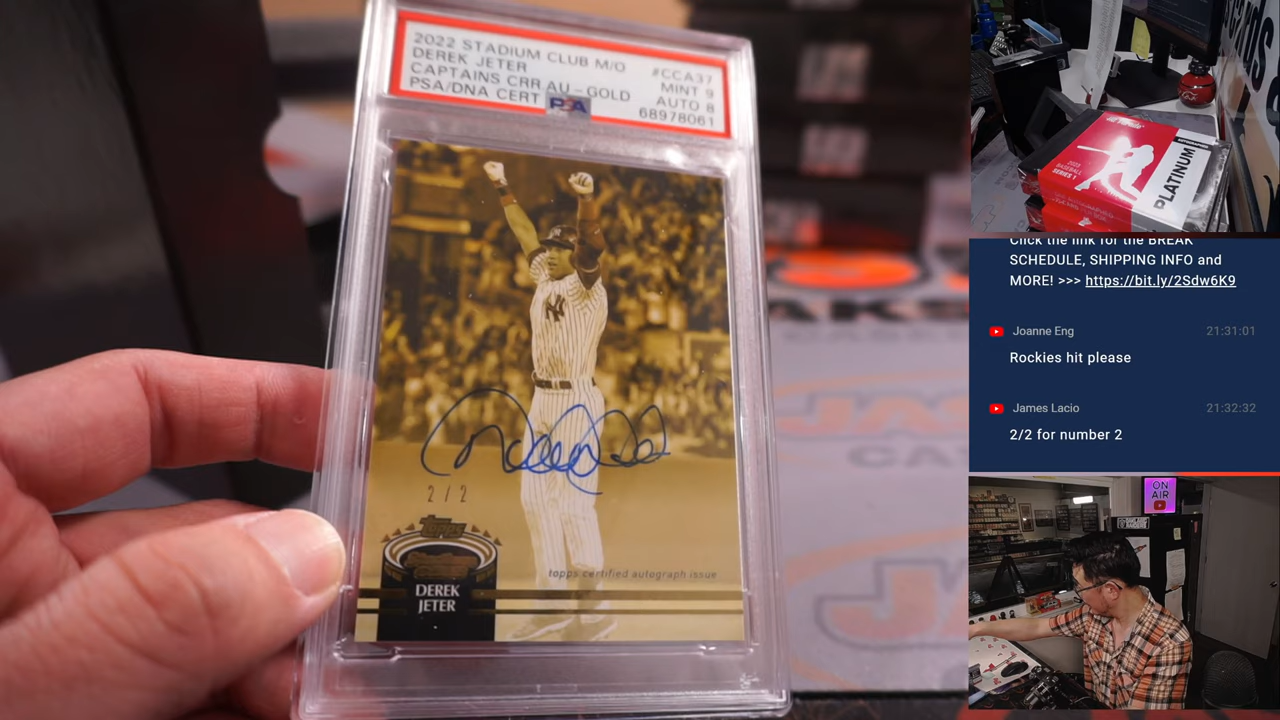 2022 STADIUM CLUB M/O
#CCA37
DEREK JETER
MINT 9
CAPTAINS CRR.AU-GOLD
AUTO 8
PSA/DNA CERT
PSA
68978061
2/2
topps
topps certified autograph issue
DEREK
JETER
PLATINUM
2025
BASEBALL
SERIES 1
Click the link for the BREAK
SCHEDULE, SHIPPING INFO and
MORE! >>> https://bit.ly/2Sdw6K9
Joanne Eng
21:31:01
Rockies hit please
James Lacio
21:32:32
2/2 for number 2
ON
AIR